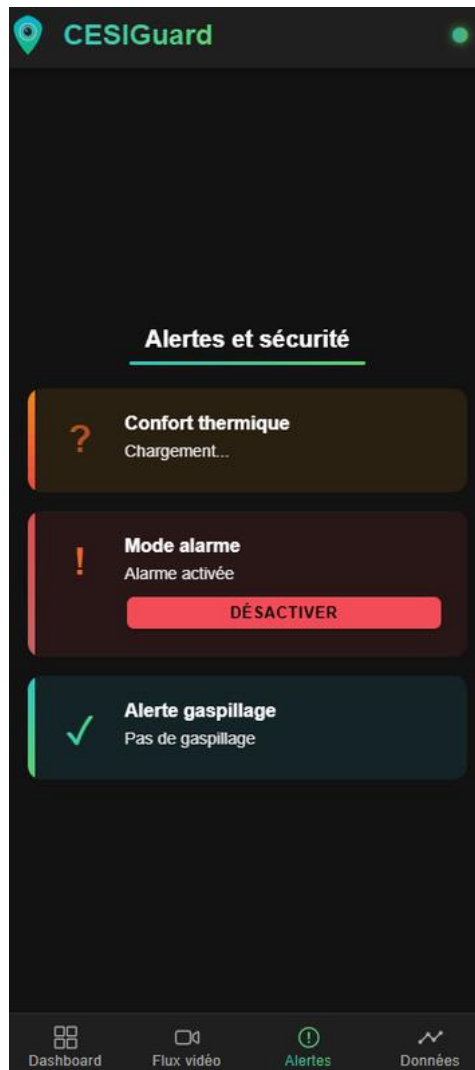 CESIGuard
Alertes et sécurité
?
Confort thermique
Chargement...
!
Mode alarme
Alarme activée
DÉSACTIVER
Alerte gaspillage
Pas de gaspillage
Dashboard
Flux vidéo
Alertes
Données